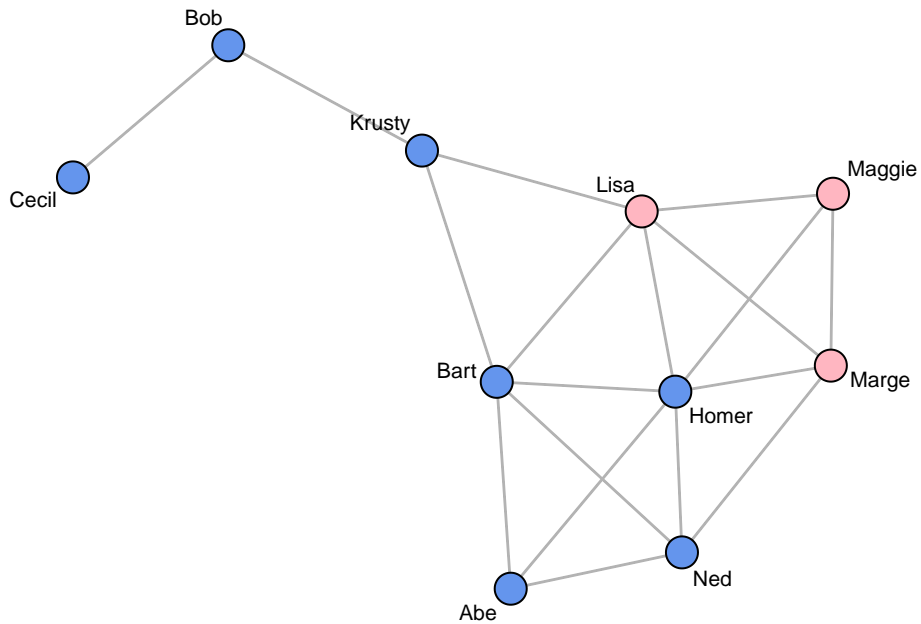 Bob
Krusty
Cecil
Lisa
Maggie
Bart
Homer
Marge
Ned
Abe